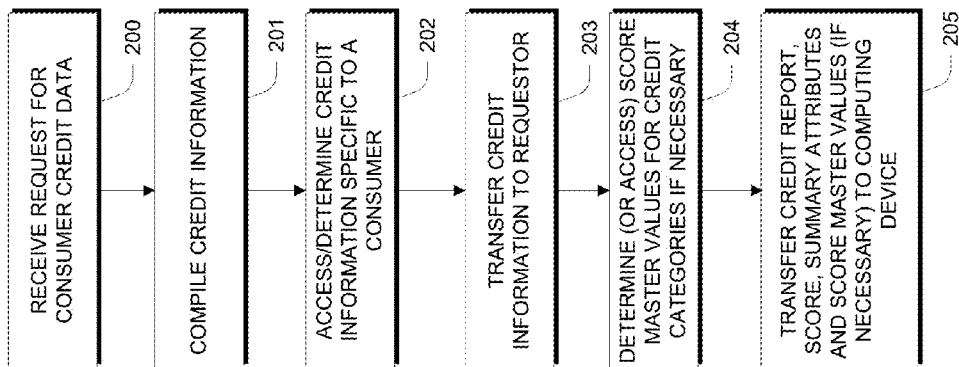 RECEIVE REQUEST FOR
CONSUMER CREDIT DATA
200
COMPILE CREDIT INFORMATION
201
ACCESS/DETERMINE CREDIT
INFORMATION SPECIFIC TO A
CONSUMER
202
TRANSFER CREDIT
INFORMATION TO REQUESTOR
203
DETERMINE (OR ACCESS) SCORE
MASTER VALUES FOR CREDIT
CATEGORIES IF NECESSARY
204
TRANSFER CREDIT REPORT,
SCORE, SUMMARY ATTRIBUTES
AND SCORE MASTER VALUES (IF
NECESSARY) TO COMPUTING
DEVICE
205